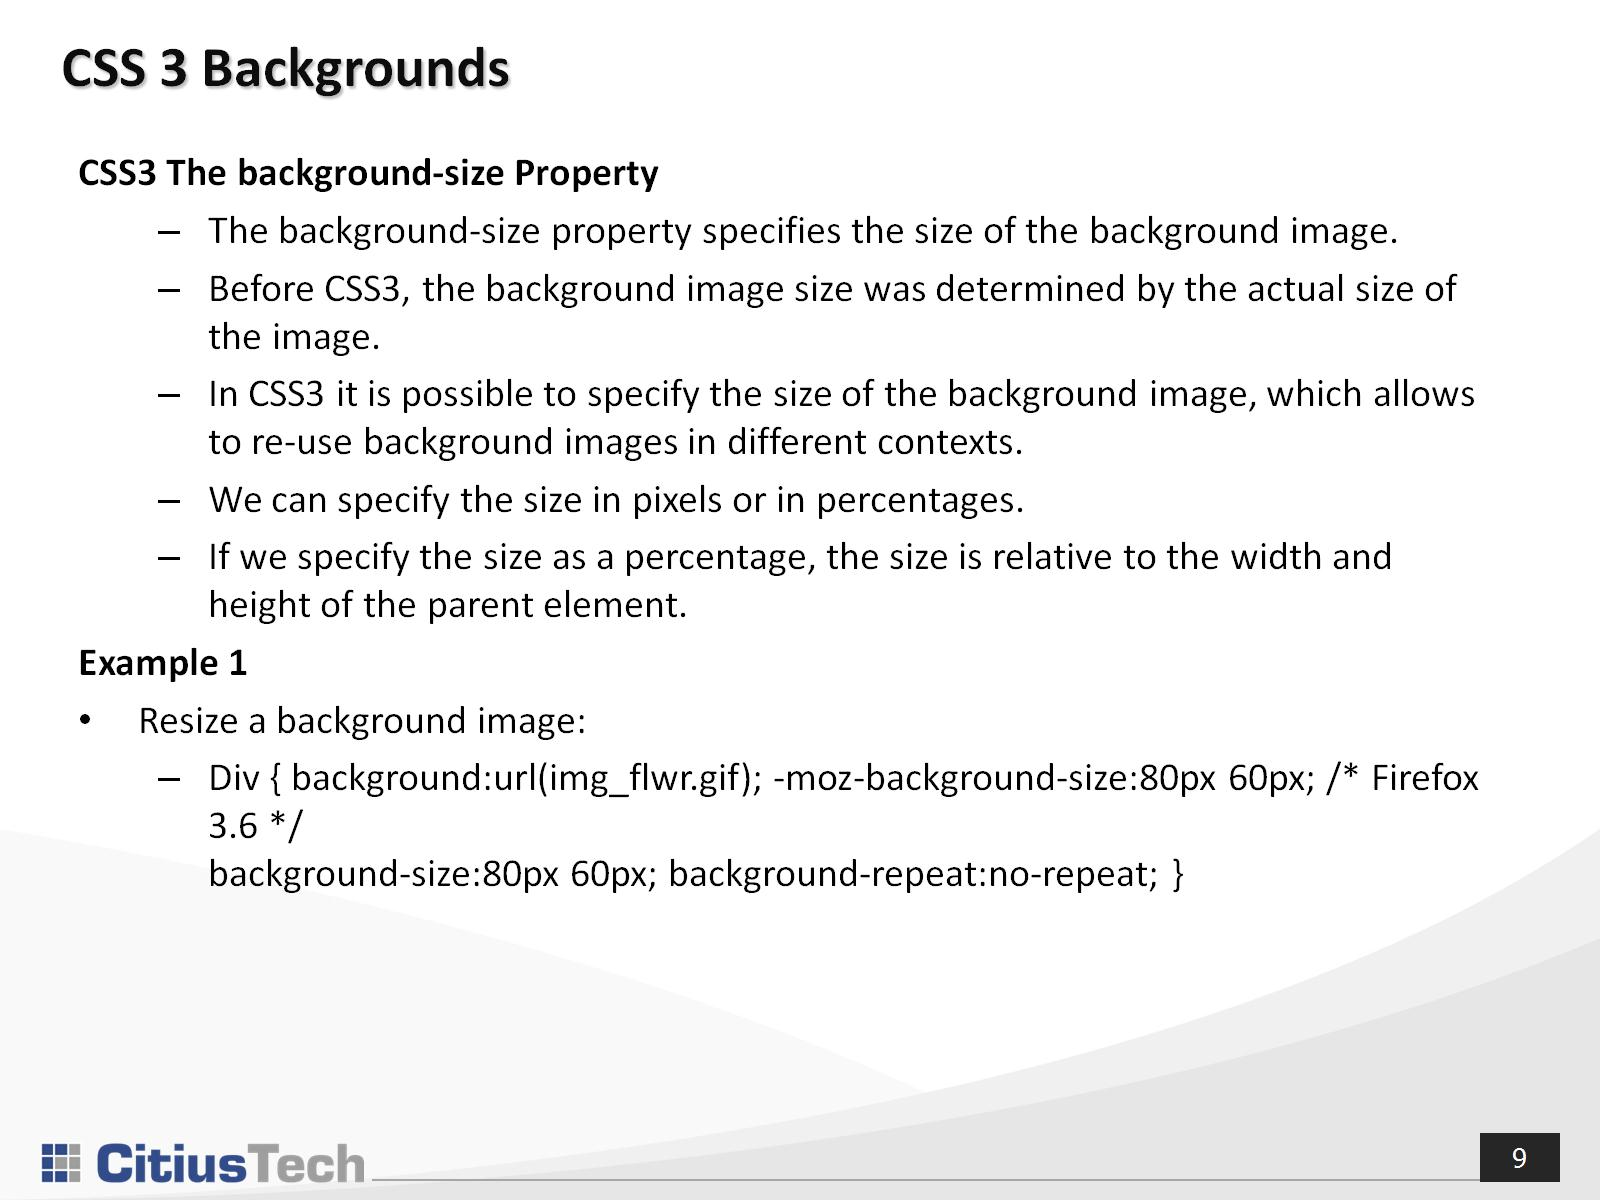 CSS 3 Backgrounds
CSS3 The background-size Property
– The background-size property specifies the size of the background image.
– Before CSS3, the background image size was determined by the actual size of
the image.
– In CSS3 it is possible to specify the size of the background image, which allows
to re-use background images in different contexts.
– We can specify the size in pixels or in percentages.
– If we specify the size as a percentage, the size is relative to the width and
height of the parent element.
Example 1
• Resize a background image:
– Div { background:url(img_flwr.gif); -moz-background-size:80px 60px; /* Firefox
3.6 */
background-size:80px 60px; background-repeat:no-repeat; }
CitiusTech
9